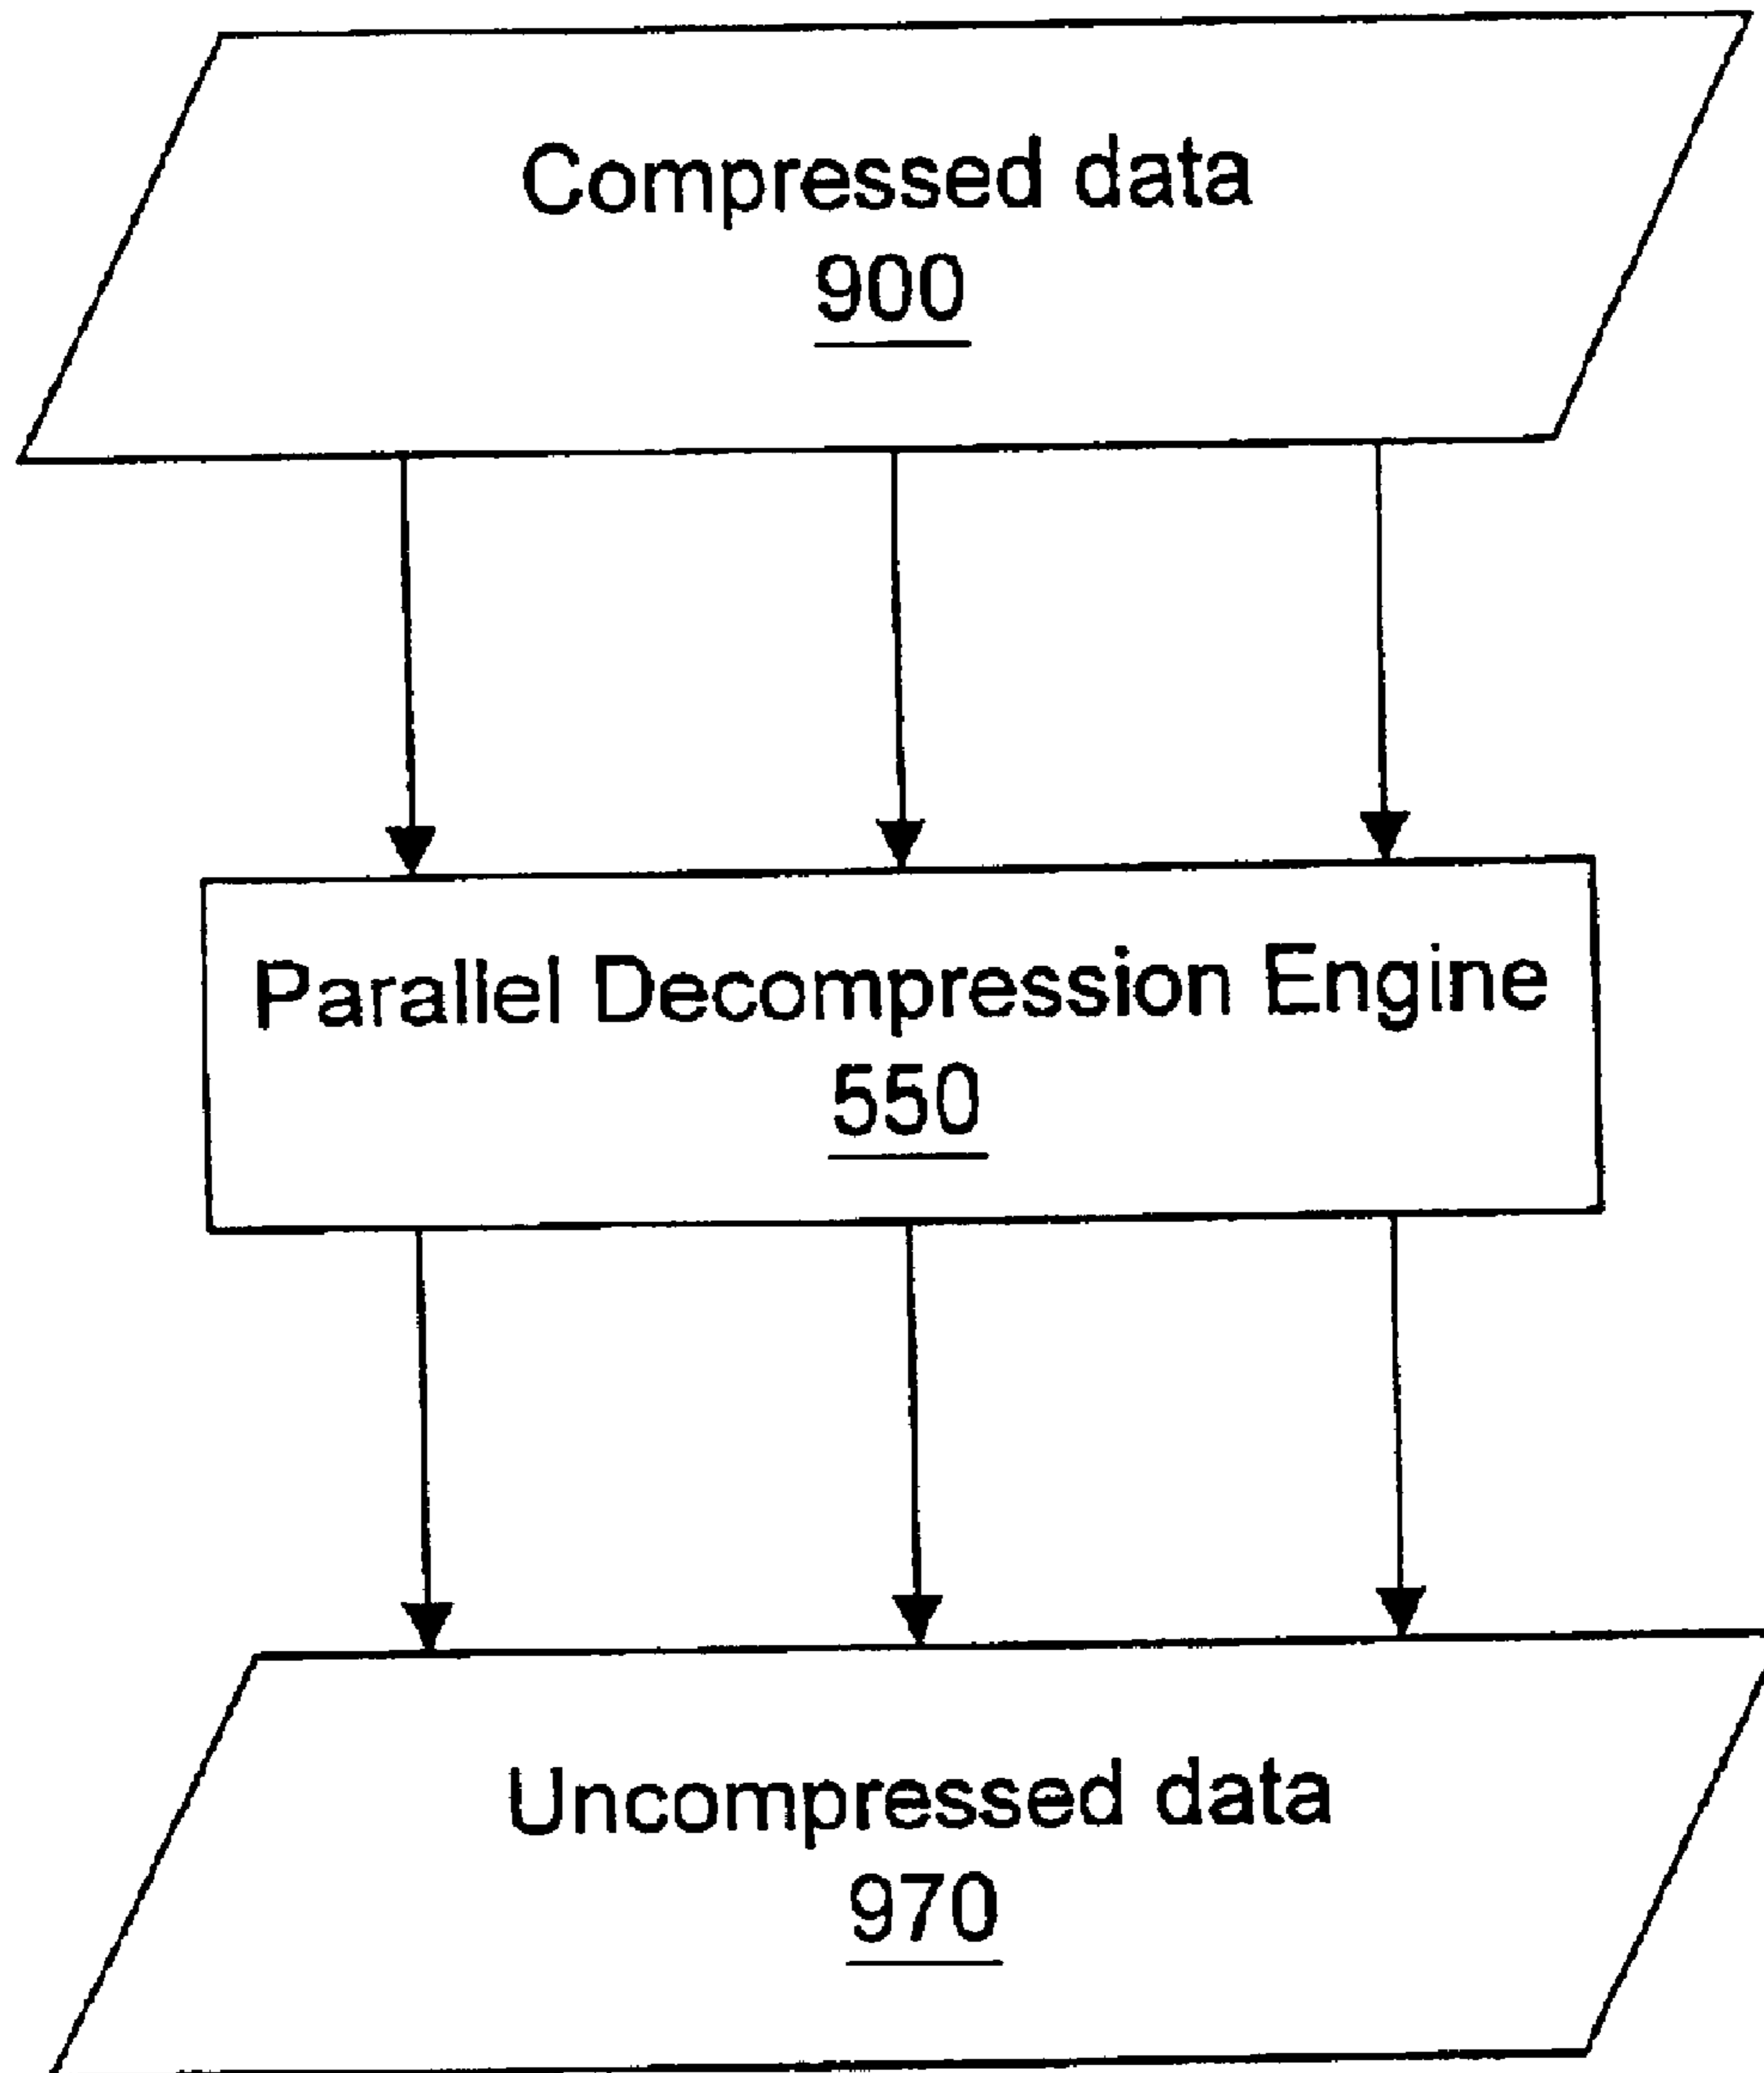 Compressed data
900
Parallel Decompression Engine
550
Uncompressed data
970